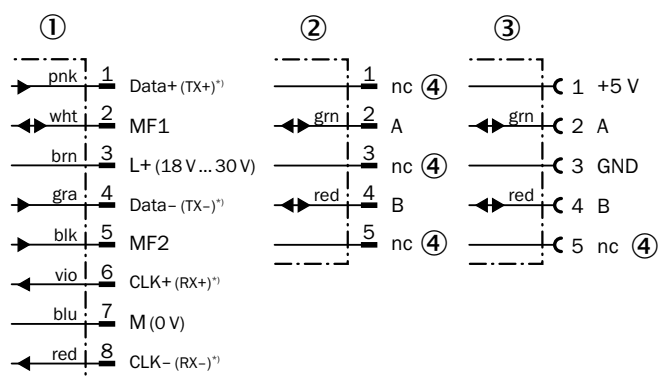 ① ② ③
pnk 1 Data+ (TX+)*)
wht 2 MF1
brn 3 L+ (18 V... 30 V)
gra 4 Data– (TX–)*)
blk 5 MF2
vio 6 CLK+ (RX+)*)
blu 7 M (0 V)
red 8 CLK– (RX–)*)
1 nc ④
grn 2 A
3 nc ④
red 4 B
5 nc ④
1 +5 V
grn 2 A
3 GND
red 4 B
5 nc ④